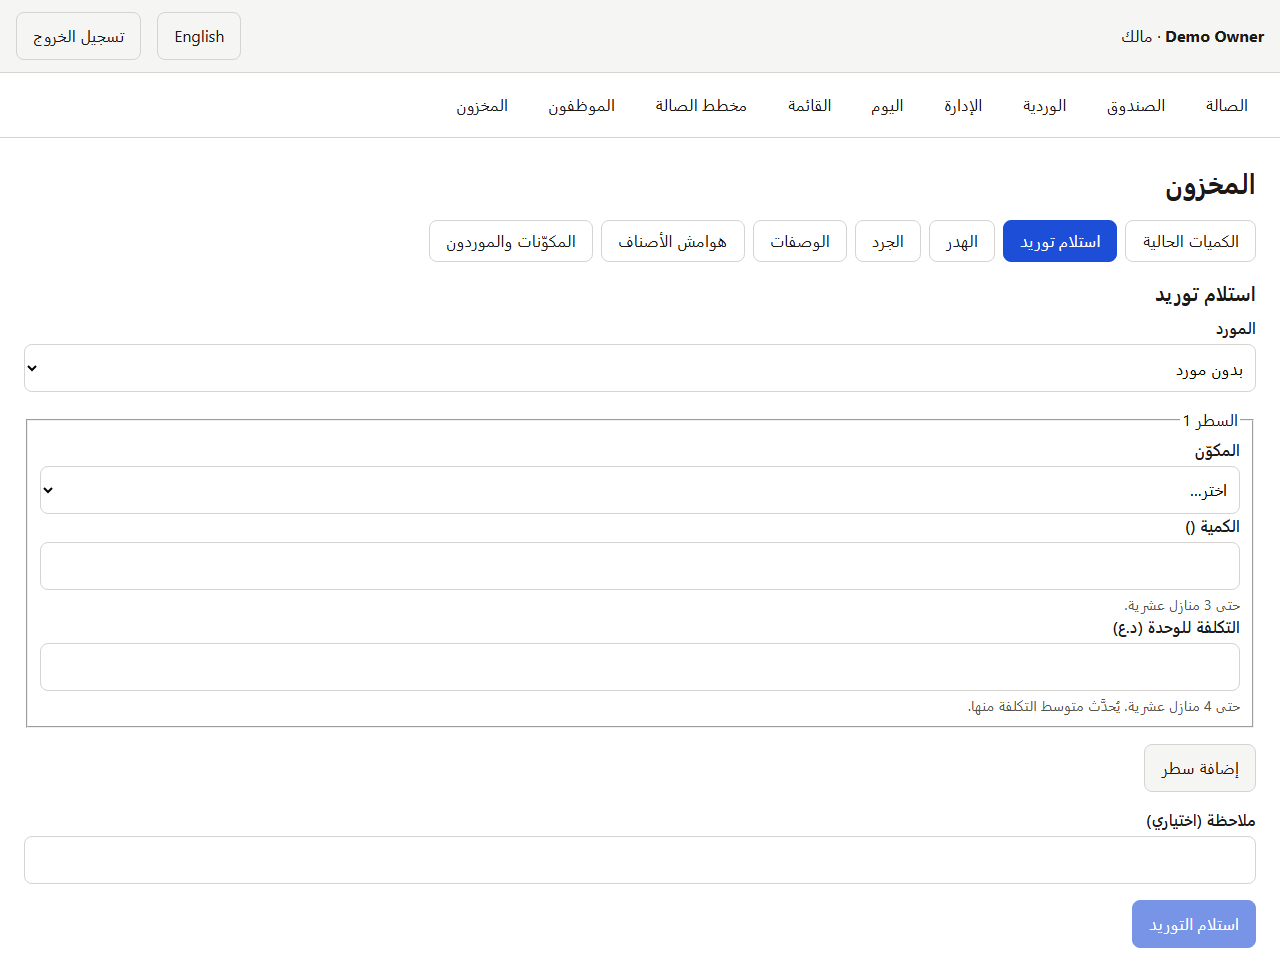 Demo Owner · مالك
English
تسجيل الخروج
الصالة الصندوق الوردية الإدارة اليوم القائمة مخطط الصالة الموظفون المخزون
المخزون
الكميات الحالية استلام توريد الهدر الجرد الوصفات هوامش الأصناف المكوّنات والموردون
استلام توريد
المورد
بدون مورد
السطر 1
المكوّن
اختر...
الكمية ()
حتى 3 منازل عشرية.
التكلفة للوحدة (د.ع)
حتى 4 منازل عشرية. يُحدَّث متوسط التكلفة منها.
إضافة سطر
ملاحظة (اختياري)
استلام التوريد